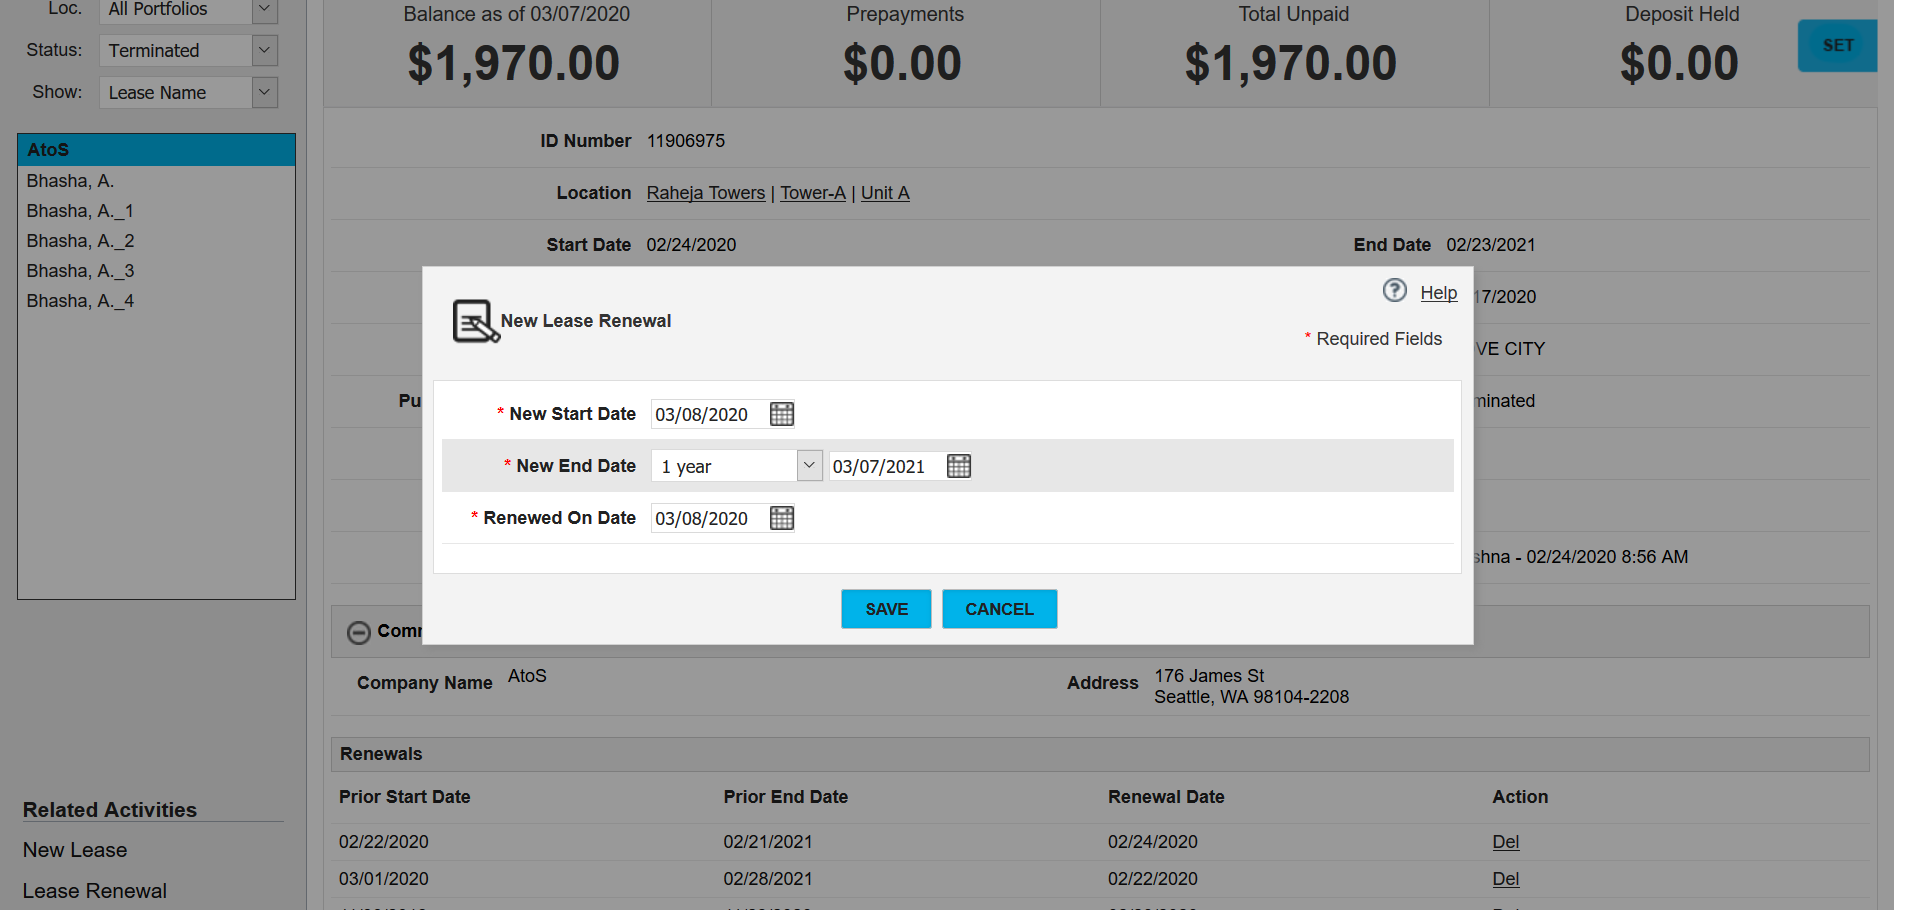 Loc. All Portfolios
Status: Terminated
Show: Lease Name
AtoS
Bhasha, A.
Bhasha, A._1
Bhasha, A._2
Bhasha, A._3
Bhasha, A._4
Related Activities
New Lease
Lease Renewal
Balance as of 03/07/2020 Prepayments Total Unpaid Deposit Held
$1,970.00 $0.00 $1,970.00 $0.00
SET
ID Number 11906975
Location Raheja Towers | Tower-A | Unit A
Start Date 02/24/2020 End Date 02/23/2021
17/2020
VE CITY
Pu minated
shna - 02/24/2020 8:56 AM
Help
New Lease Renewal
* Required Fields
* New Start Date 03/08/2020
* New End Date 1 year 03/07/2021
* Renewed On Date 03/08/2020
SAVE CANCEL
Com
Company Name AtoS Address 176 James St
Seattle, WA 98104-2208
Renewals
Prior Start Date Prior End Date Renewal Date Action
02/22/2020 02/21/2021 02/24/2020 Del
03/01/2020 02/28/2021 02/22/2020 Del